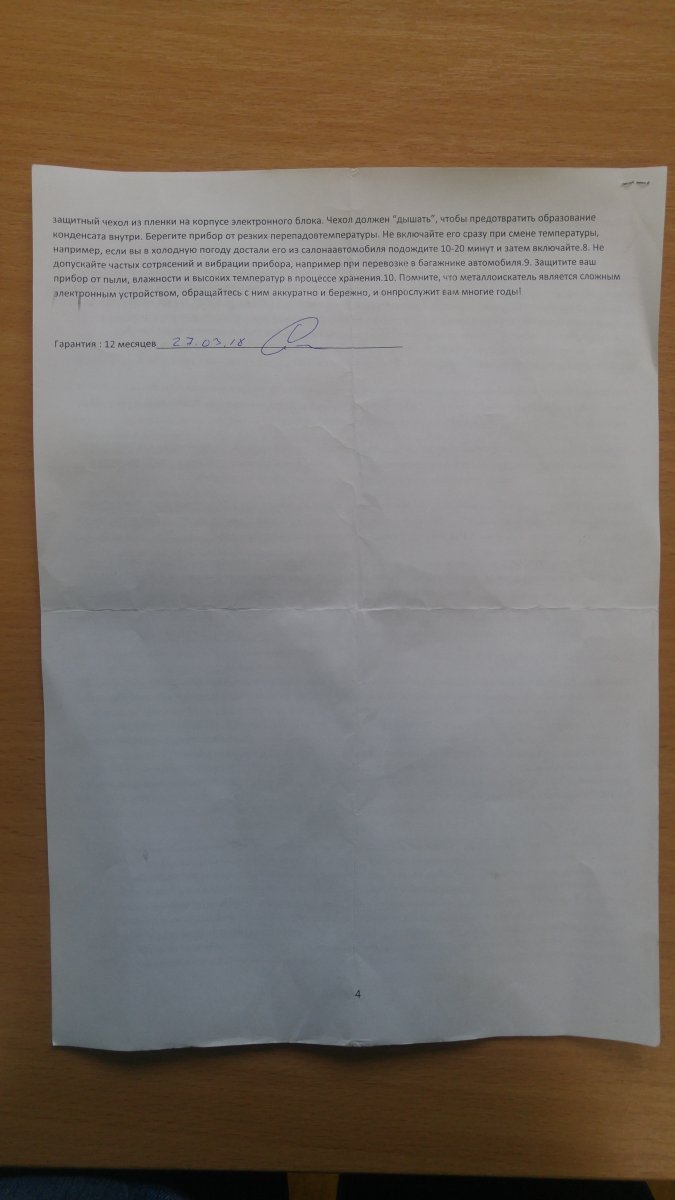 защитный чехол из пленки на корпусе электронного блока. Чехол должен "дышать", чтобы предотвратить образование
конденсата внутри. Берегите прибор от резких перепадовтемпературы. Не включайте его сразу при смене температуры,
например, если вы в холодную погоду достали его из салонаавтомобиля подождите 10-20 минут и затем включайте.8. Не
допускайте частых сотрясений и вибрации прибора, например при перевозке в багажнике автомобиля.9. Защитите ваш
прибор от пыли, влажности и высоких температур в процессе хранения.10. Помните, что металлоискатель является сложным
электронным устройством, обращайтесь с ним аккуратно и бережно, и онпрослужит вам многие годы!
Гарантия : 12 месяцев 27.03.18
4